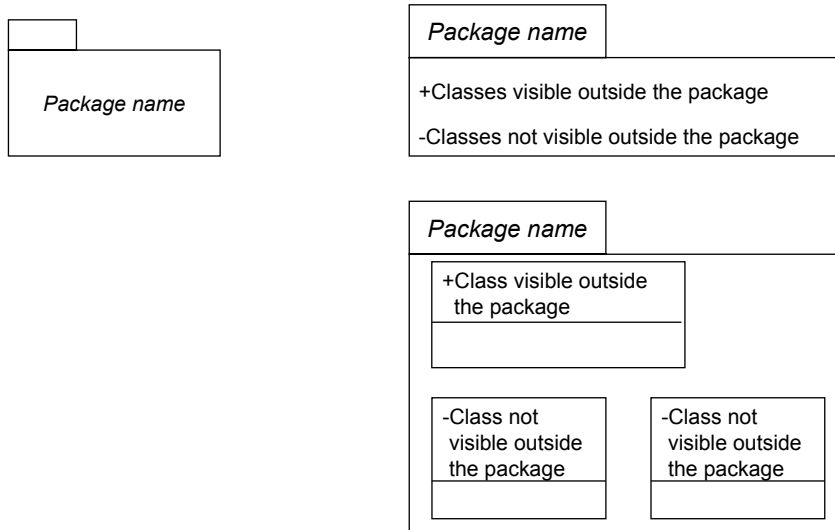 Package name
Package name
+Classes visible outside the package
-Classes not visible outside the package
Package name
+Class visible outside
the package
-Class not
visible outside
the package
-Class not
visible outside
the package